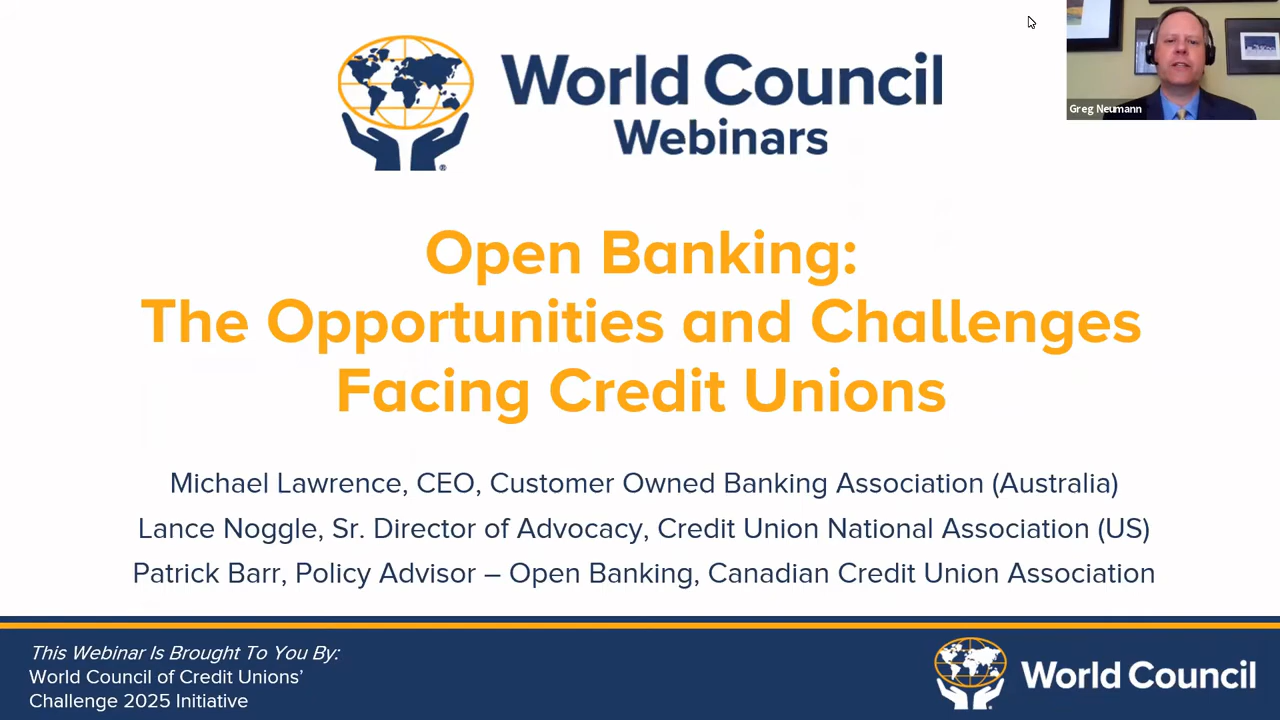 World Council
Webinars
Greg Neumann
Open Banking:
The Opportunities and Challenges
Facing Credit Unions
Michael Lawrence, CEO, Customer Owned Banking Association (Australia)
Lance Noggle, Sr. Director of Advocacy, Credit Union National Association (US)
Patrick Barr, Policy Advisor – Open Banking, Canadian Credit Union Association
This Webinar Is Brought To You By:
World Council of Credit Unions’
Challenge 2025 Initiative
World Council